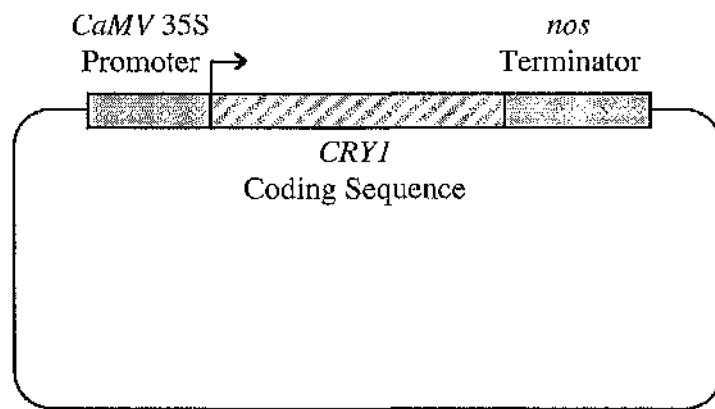 CaMV 35S
Promoter
nos
Terminator
CRY1
Coding Sequence